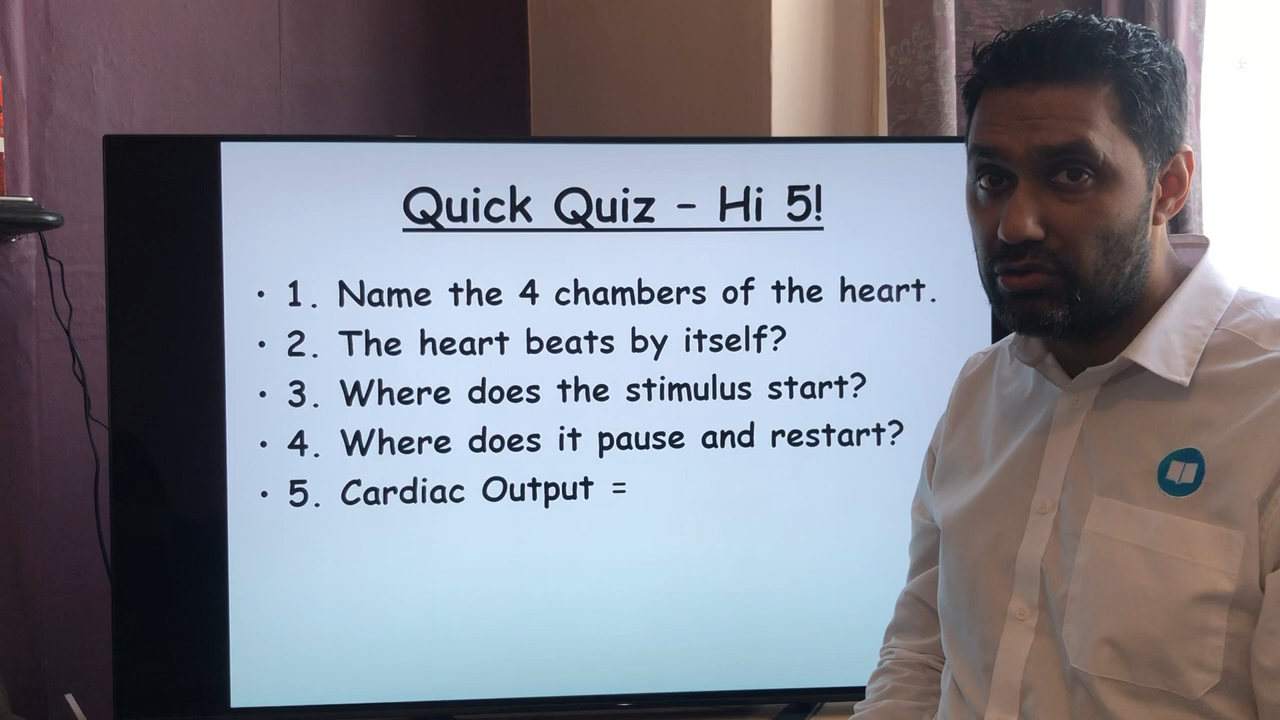 Quick Quiz - Hi 5!
• 1. Name the 4 chambers of the heart.
• 2. The heart beats by itself?
• 3. Where does the stimulus start?
• 4. Where does it pause and restart?
• 5. Cardiac Output =